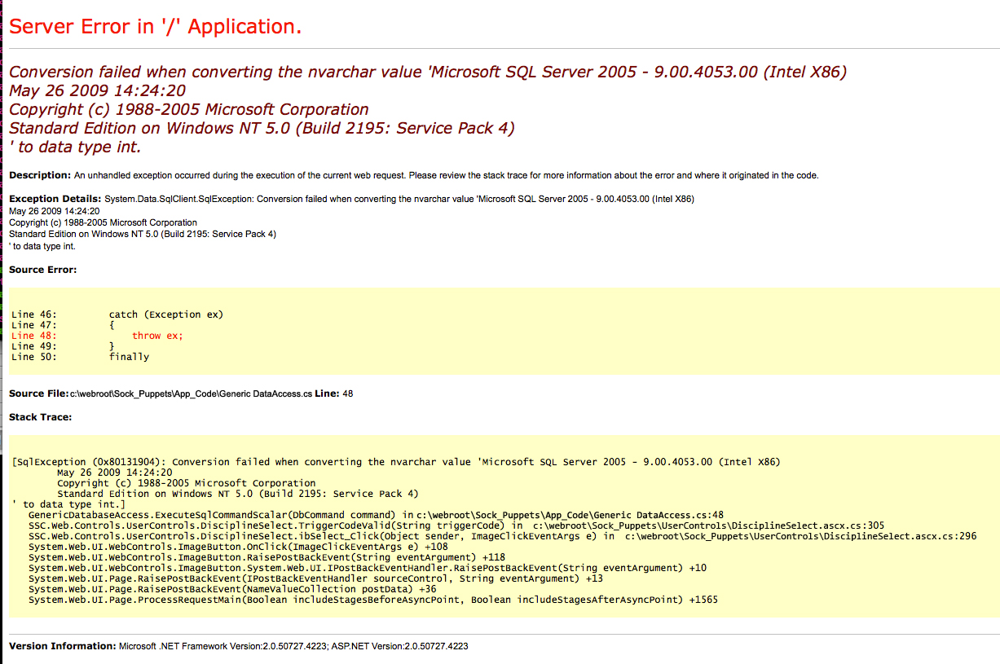 Server Error in '/' Application.
Conversion failed when converting the nvarchar value 'Microsoft SQL Server 2005 - 9.00.4053.00 (Intel X86)
May 26 2009 14:24:20
Copyright (c) 1988-2005 Microsoft Corporation
Standard Edition on Windows NT 5.0 (Build 2195: Service Pack 4)
' to data type int.
Description: An unhandled exception occurred during the execution of the current web request. Please review the stack trace for more information about the error and where it originated in the code.
Exception Details: System.Data.SqlClient.SqlException: Conversion failed when converting the nvarchar value 'Microsoft SQL Server 2005 - 9.00.4053.00 (Intel X86)
May 26 2009 14:24:20
Copyright (c) 1988-2005 Microsoft Corporation
Standard Edition on Windows NT 5.0 (Build 2195: Service Pack 4)
' to data type int.
Source Error:
Line 46:         catch (Exception ex)
Line 47:         {
Line 48:             throw ex;
Line 49:         }
Line 50:         finally
Source File: c:\webroot\Sock_Puppets\App_Code\Generic DataAccess.cs Line: 48
Stack Trace:
[SqlException (0x80131904): Conversion failed when converting the nvarchar value 'Microsoft SQL Server 2005 - 9.00.4053.00 (Intel X86)
May 26 2009 14:24:20
Copyright (c) 1988-2005 Microsoft Corporation
Standard Edition on Windows NT 5.0 (Build 2195: Service Pack 4)
' to data type int.]
GenericDatabaseAccess.ExecuteSqlCommandScalar(DbCommand command) in c:\webroot\Sock_Puppets\App_Code\Generic DataAccess.cs:48
SSC.Web.Controls.UserControls.DisciplineSelect.TriggerCodeValid(String triggerCode) in c:\webroot\Sock_Puppets\UserControls\DisciplineSelect.ascx.cs:305
SSC.Web.Controls.UserControls.DisciplineSelect.ibSelect_Click(Object sender, ImageClickEventArgs e) in c:\webroot\Sock_Puppets\UserControls\DisciplineSelect.ascx.cs:296
System.Web.UI.WebControls.ImageButton.OnClick(ImageClickEventArgs e) +108
System.Web.UI.WebControls.ImageButton.RaisePostBackEvent(String eventArgument) +118
System.Web.UI.WebControls.ImageButton.System.Web.UI.IPostBackEventHandler.RaisePostBackEvent(String eventArgument) +10
System.Web.UI.Page.RaisePostBackEvent(IPostBackEventHandler sourceControl, String eventArgument) +13
System.Web.UI.Page.RaisePostBackEvent(NameValueCollection postData) +36
System.Web.UI.Page.ProcessRequestMain(Boolean includeStagesBeforeAsyncPoint, Boolean includeStagesAfterAsyncPoint) +1565
Version Information: Microsoft .NET Framework Version:2.0.50727.4223; ASP.NET Version:2.0.50727.4223